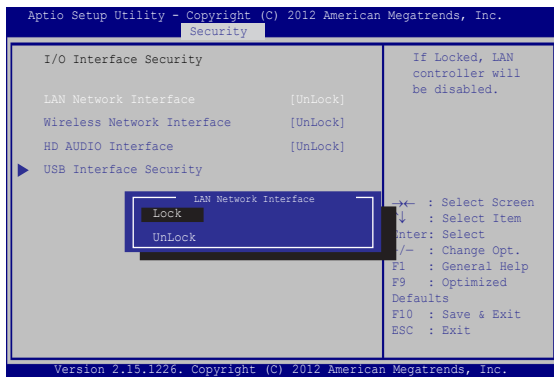 Aptio Setup Utility - Copyright (C) 2012 American Megatrends, Inc.
Security
I/O Interface Security
LAN Network Interface [UnLock]
Wireless Network Interface [UnLock]
HD AUDIO Interface [UnLock]
USB Interface Security
If Locked, LAN
controller will
be disabled.
LAN Network Interface
Lock
UnLock
→← : Select Screen
↑↓ : Select Item
Enter: Select
+/— : Change Opt.
F1 : General Help
F9 : Optimized
Defaults
F10 : Save & Exit
ESC : Exit
Version 2.15.1226. Copyright (C) 2012 American Megatrends, Inc.